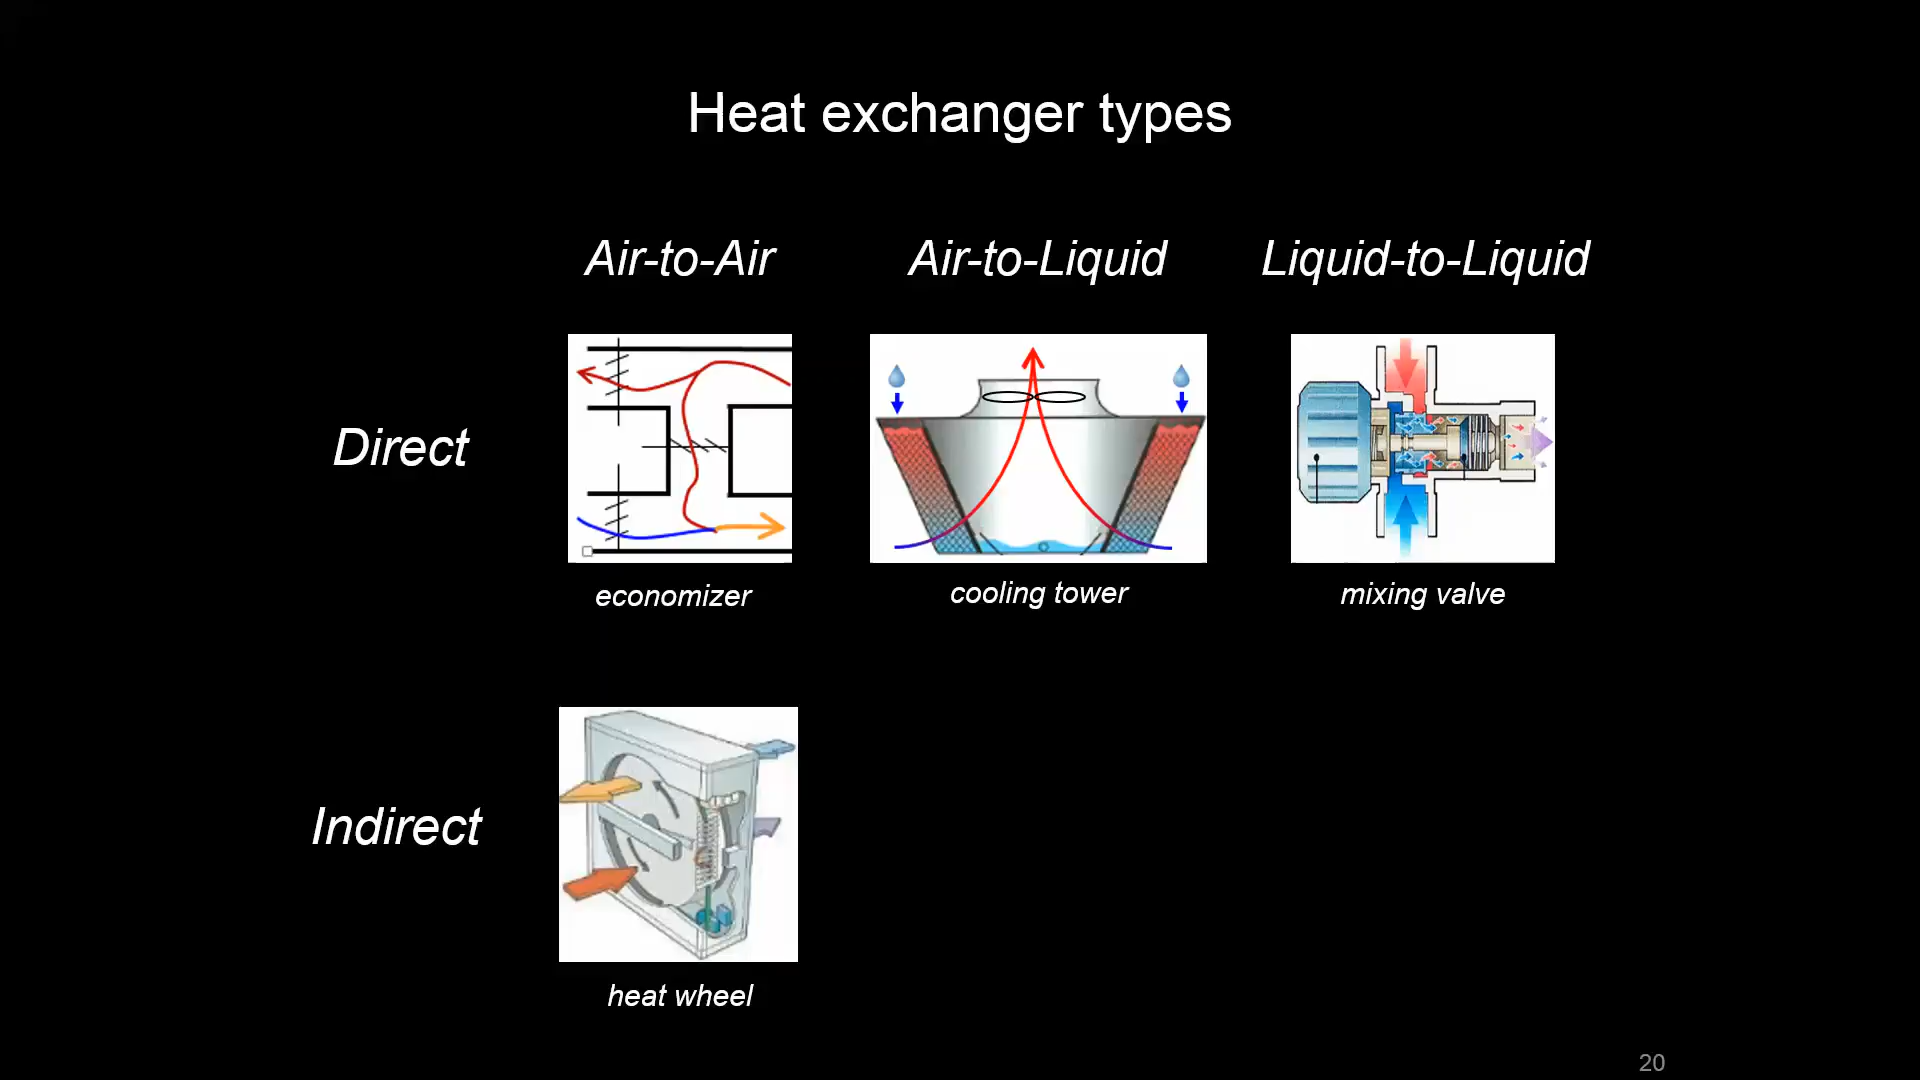 Heat exchanger types
Air-to-Air
Air-to-Liquid
Liquid-to-Liquid
Direct
economizer
cooling tower
mixing valve
Indirect
heat wheel
20